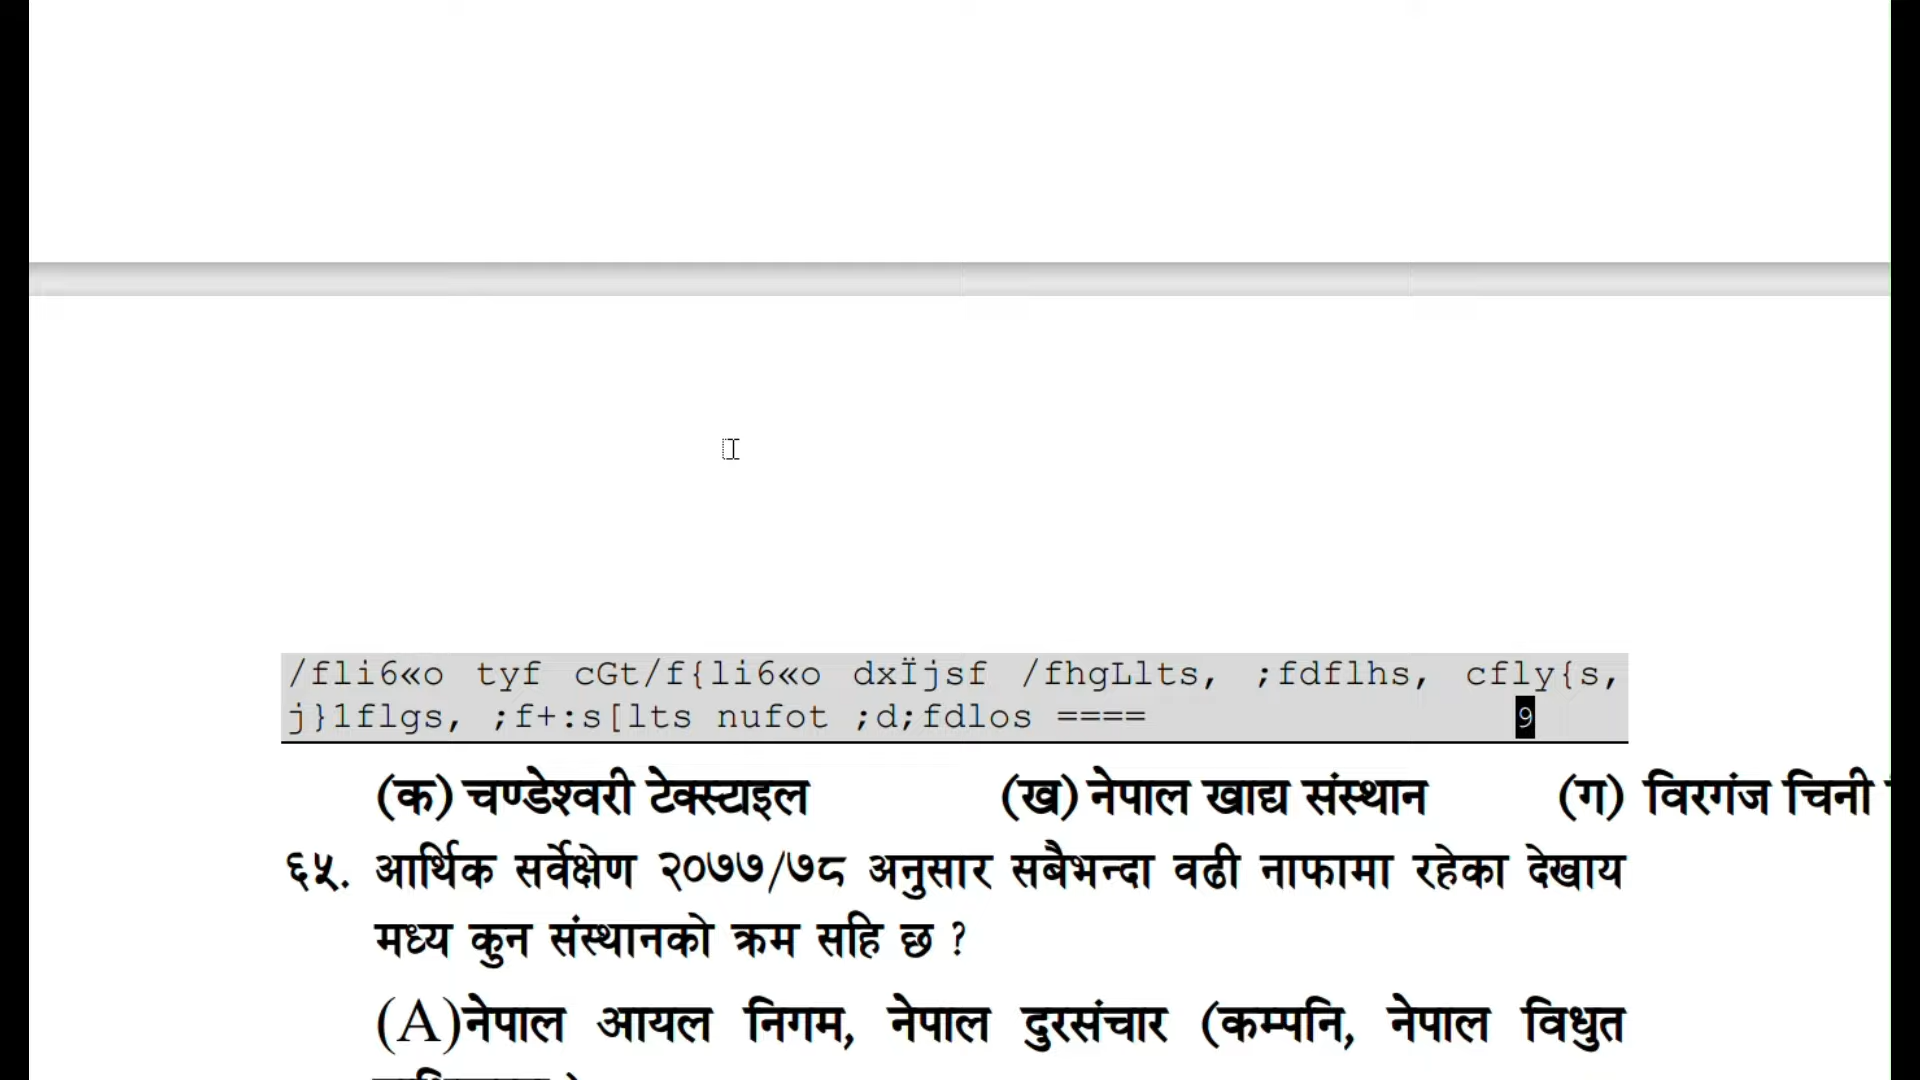 /fli6«o tyf cGt/f{li6«o dxÏjsf /fhgLlts, ;fdflhs, cfly{s,
j}1flgs, ;f+:s[lts nufot ;d;fdlos ==== 9
(क) चण्डेश्वरी टेक्स्टाइल (ख) नेपाल खाद्य संस्थान (ग) विरगंज चिनी
६५. आर्थिक सर्वेक्षेण २०७७/७८ अनुसार सबैभन्दा वढी नाफामा रहेका देखाय
मध्य कुन संस्थानको क्रम सहि छ ?
(A)नेपाल आयल निगम, नेपाल दुरसंचार (कम्पनि, नेपाल विधुत